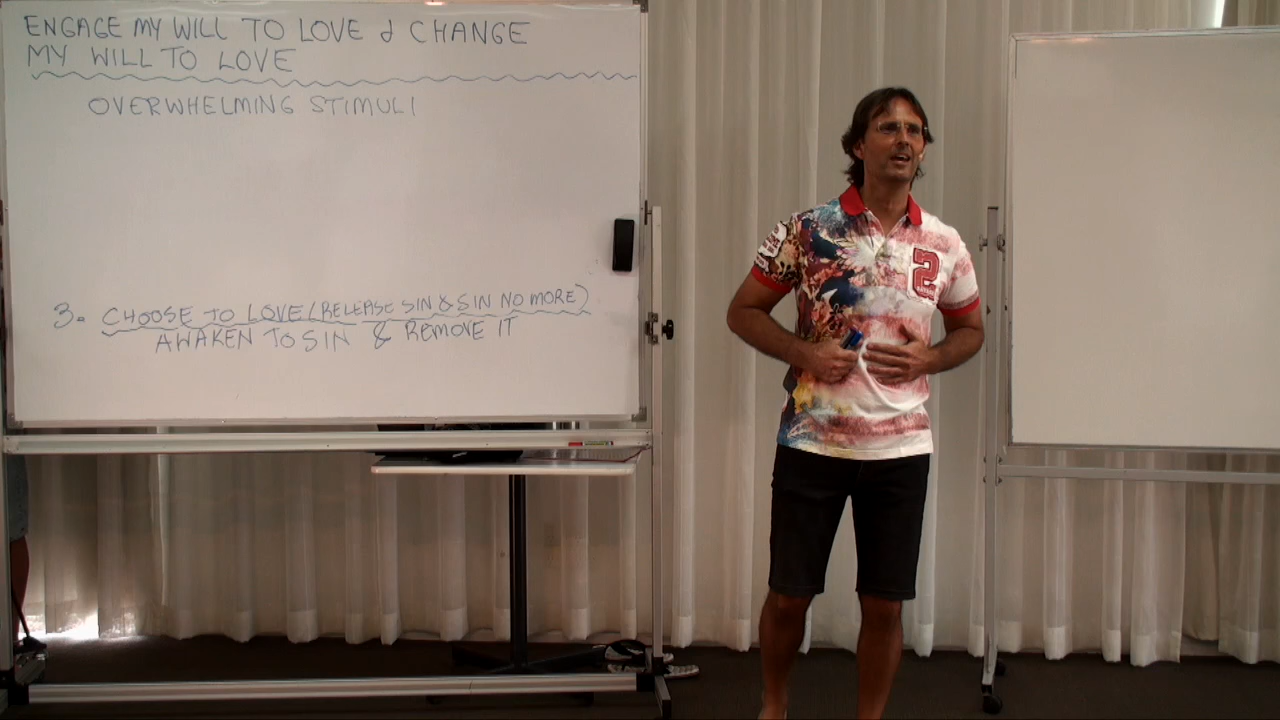 ENGAGE MY WILL TO LOVE & CHANGE
MY WILL TO LOVE
OVERWHELMING STIMULI
3. CHOOSE TO LOVE (RELEASE SIN & SIN NO MORE)
AWAKEN TO SIN & REMOVE IT
2